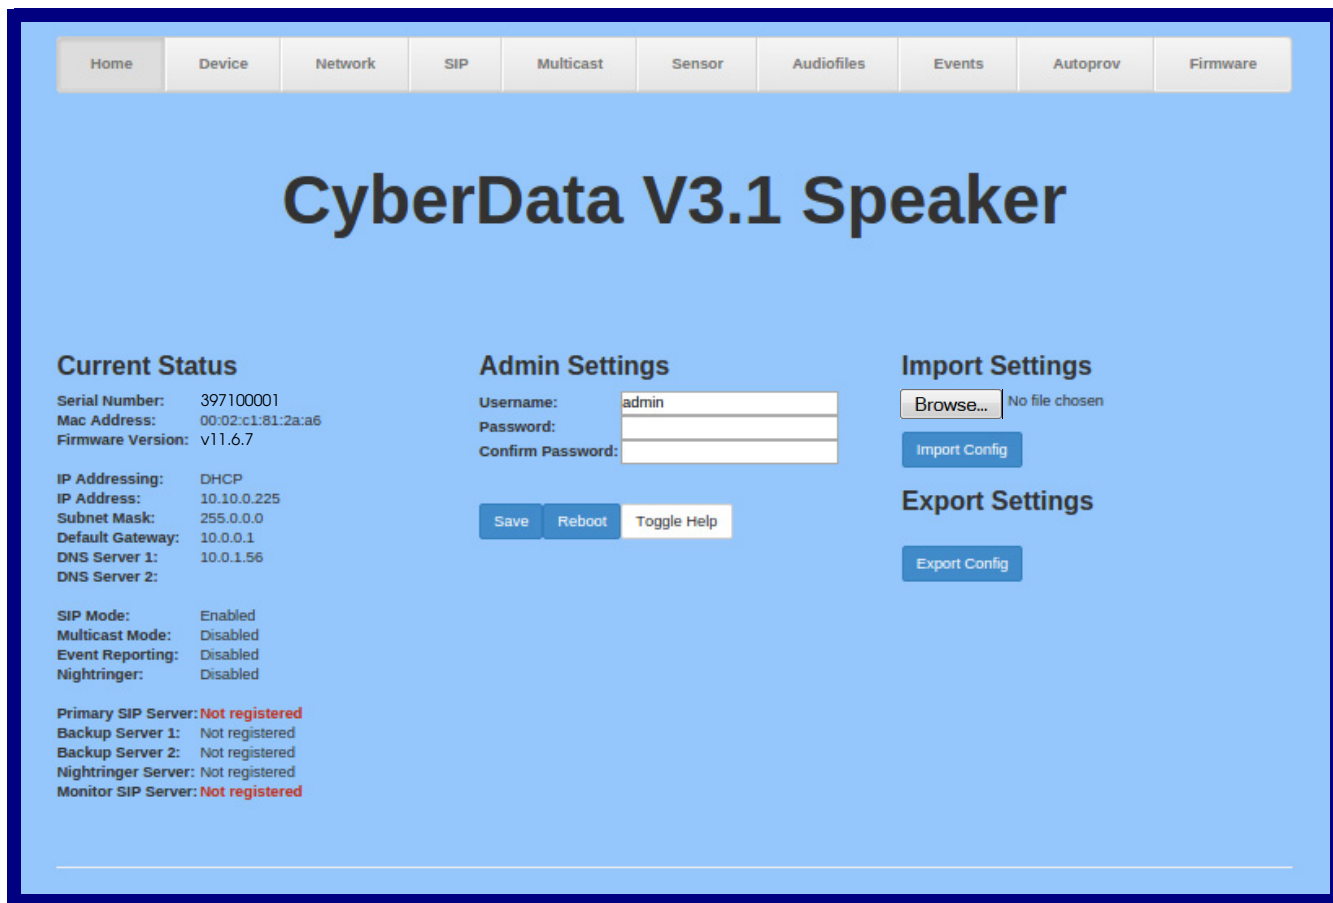 Home Device Network SIP Multicast Sensor Audiofiles Events Autoprov Firmware
CyberData V3.1 Speaker
Current Status
Serial Number: 397100001
Mac Address: 00:02:c1:81:2a:a6
Firmware Version: v11.6.7
IP Addressing: DHCP
IP Address: 10.10.0.225
Subnet Mask: 255.0.0.0
Default Gateway: 10.0.0.1
DNS Server 1: 10.0.1.56
DNS Server 2:
SIP Mode: Enabled
Multicast Mode: Disabled
Event Reporting: Disabled
Nightringer: Disabled
Primary SIP Server: Not registered
Backup Server 1: Not registered
Backup Server 2: Not registered
Nightringer Server: Not registered
Monitor SIP Server: Not registered
Admin Settings
Username: admin
Password:
Confirm Password:
Save Reboot Toggle Help
Import Settings
Browse... No file chosen
Import Config
Export Settings
Export Config